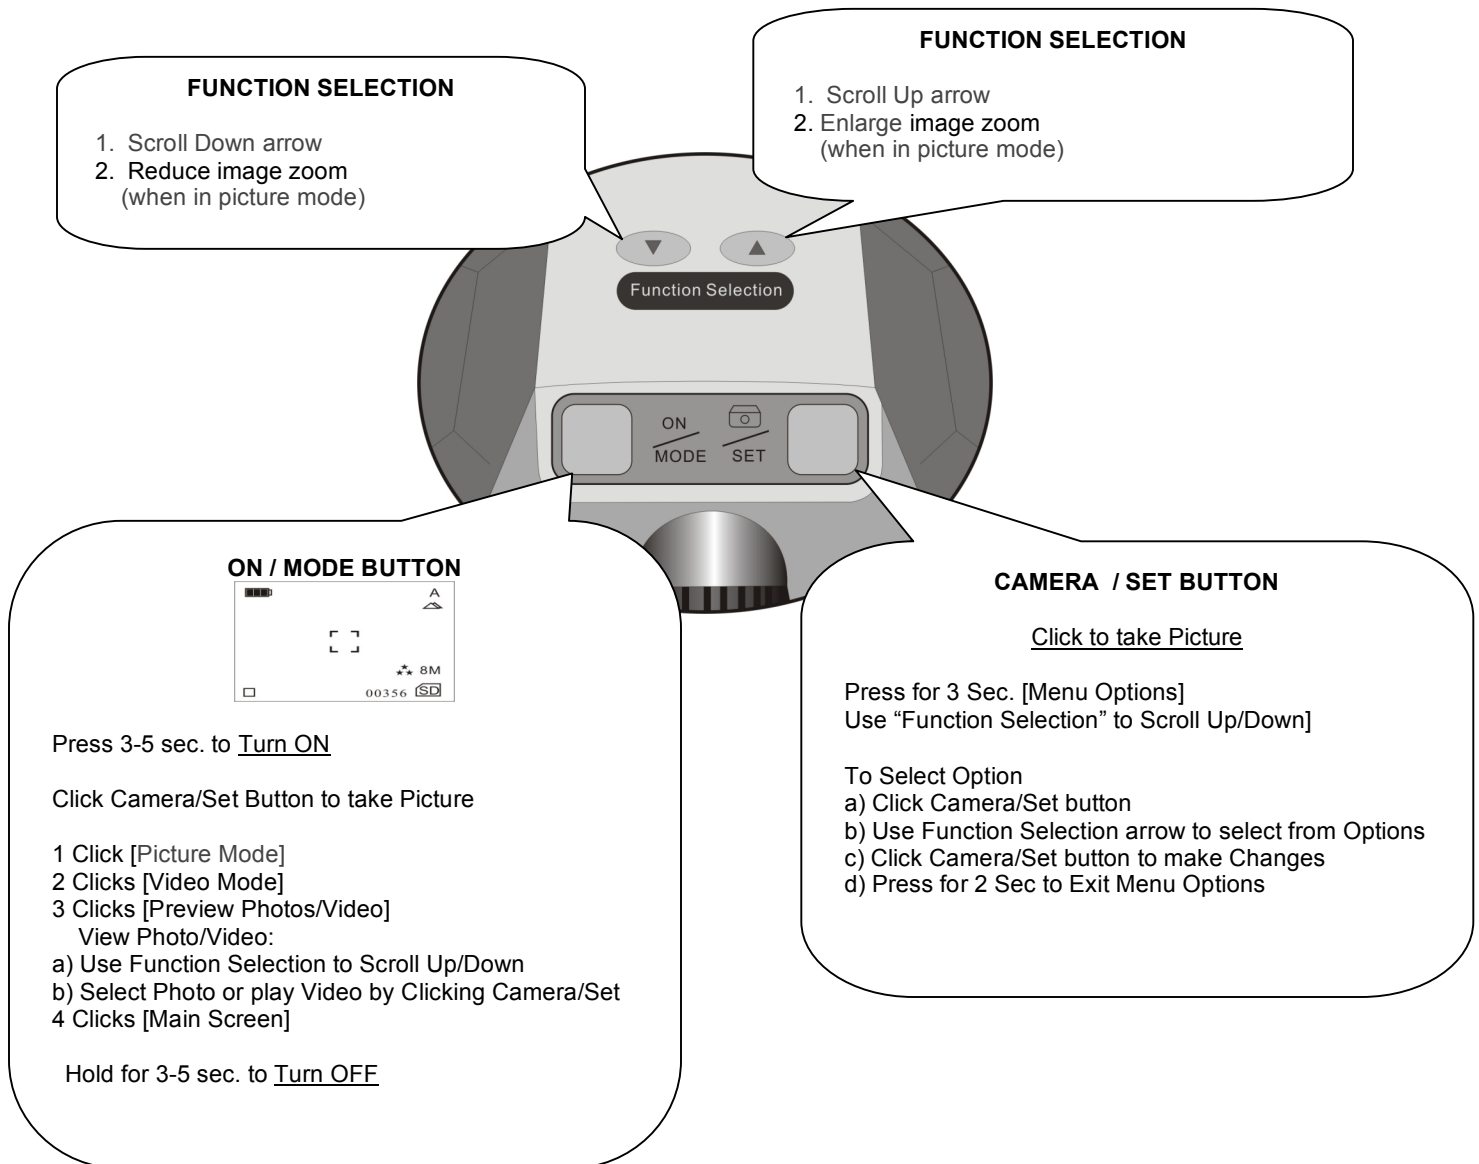 FUNCTION SELECTION
1. Scroll Down arrow
2. Reduce image zoom
(when in picture mode)
FUNCTION SELECTION
1. Scroll Up arrow
2. Enlarge image zoom
(when in picture mode)
Function Selection
ON
MODE
SET
ON / MODE BUTTON
A
8M
00356 SD
Press 3-5 sec. to Turn ON
Click Camera/Set Button to take Picture
1 Click [Picture Mode]
2 Clicks [Video Mode]
3 Clicks [Preview Photos/Video]
View Photo/Video:
a) Use Function Selection to Scroll Up/Down
b) Select Photo or play Video by Clicking Camera/Set
4 Clicks [Main Screen]
Hold for 3-5 sec. to Turn OFF
CAMERA / SET BUTTON
Click to take Picture
Press for 3 Sec. [Menu Options]
Use “Function Selection” to Scroll Up/Down]
To Select Option
a) Click Camera/Set button
b) Use Function Selection arrow to select from Options
c) Click Camera/Set button to make Changes
d) Press for 2 Sec to Exit Menu Options